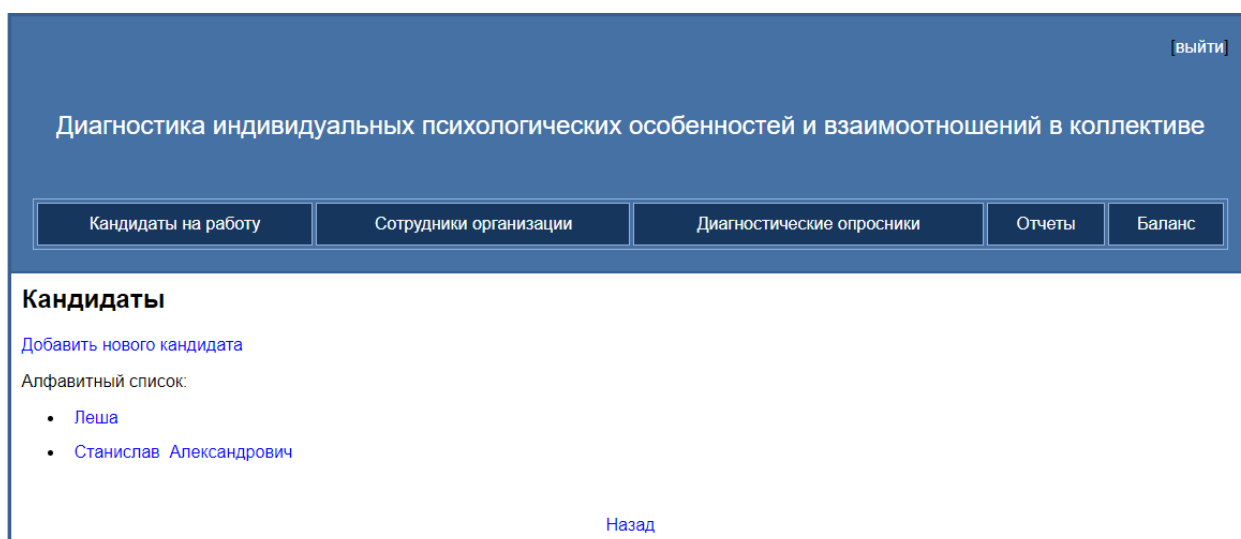 [выйти]
Диагностика индивидуальных психологических особенностей и взаимоотношений в коллективе
Кандидаты на работу Сотрудники организации Диагностические опросники Отчеты Баланс
Кандидаты
Добавить нового кандидата
Алфавитный список:
• Леша
• Станислав Александрович
Назад